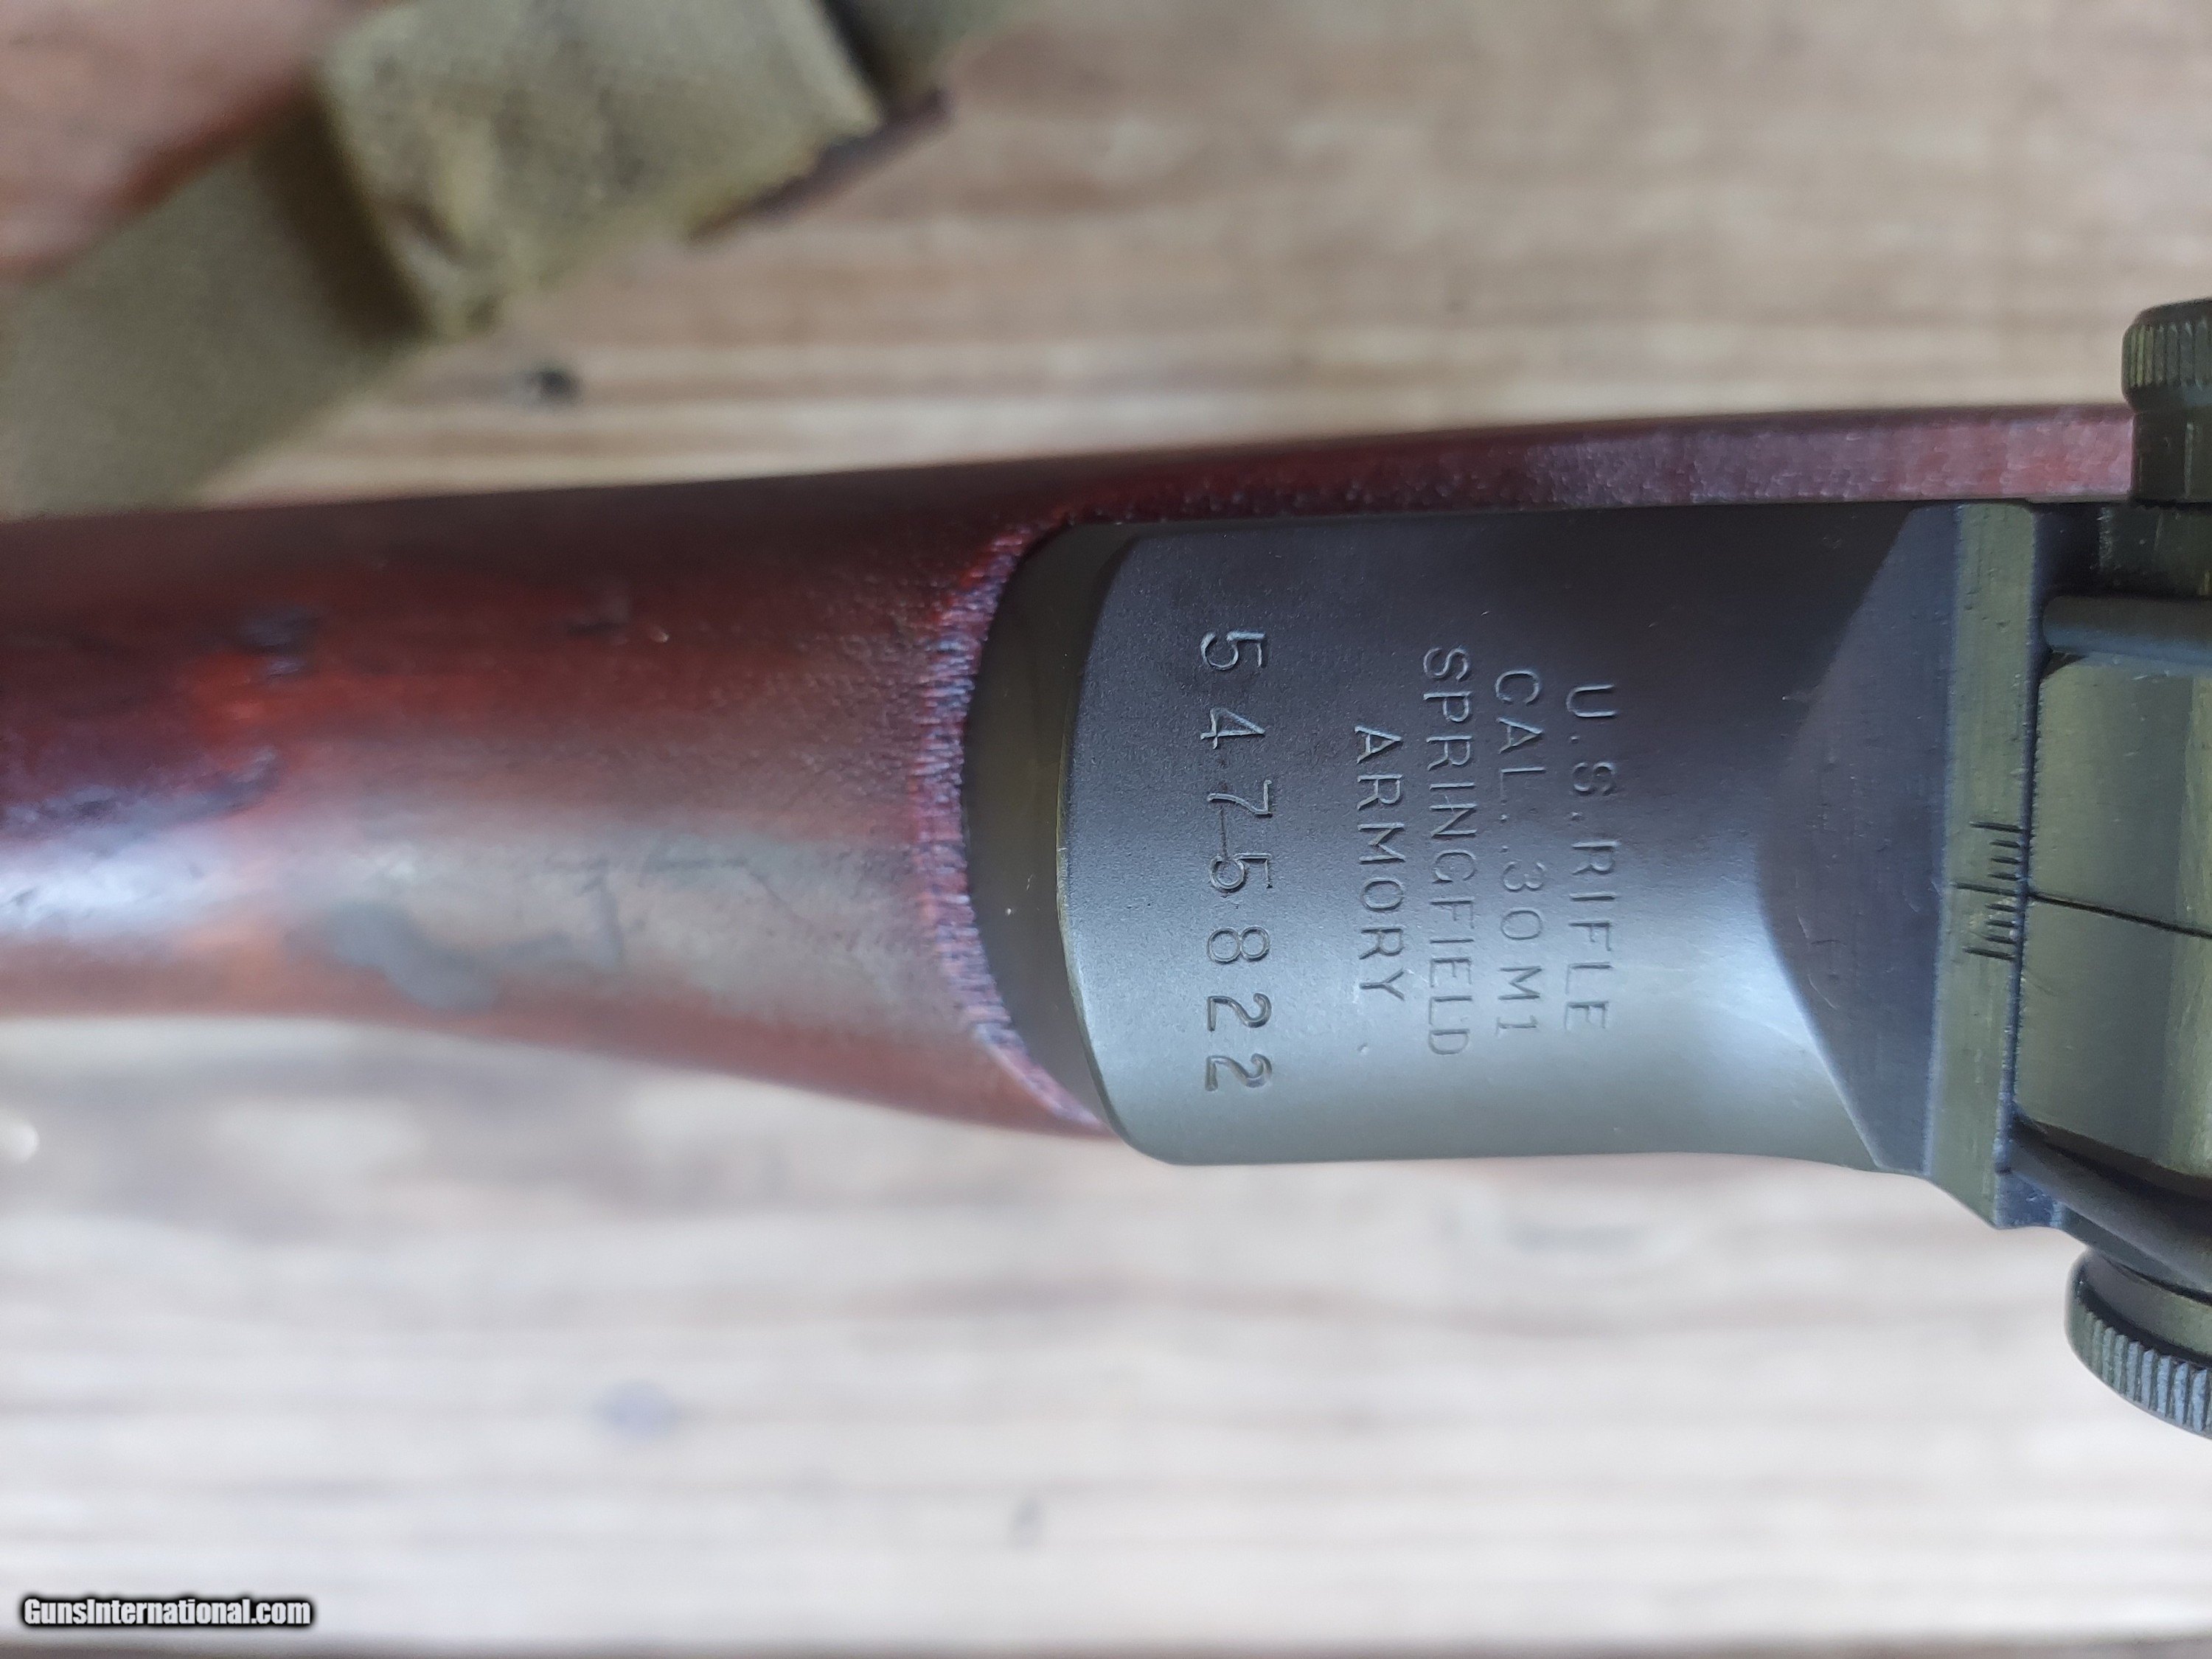 U.S. RIFLE
CAL. .30 M1
SPRINGFIELD
ARMORY
5475822
GunsInternational.com